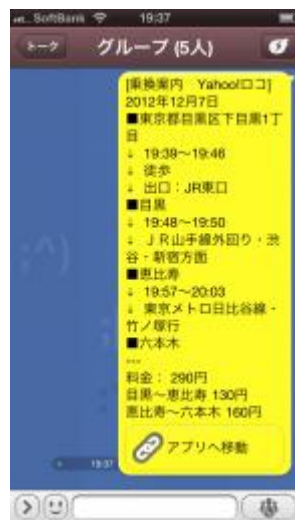 SoftBank 19:37
トーク
グループ (5人)
[乗換案内 Yahoo!ロコ]
2012年12月7日
■東京都目黒区下目黒1丁
目
↓ 19:39〜19:46
↓ 徒歩
↓ 出口：JR東口
■目黒
↓ 19:48〜19:50
↓ ＪＲ山手線外回り・渋
谷・新宿方面
■恵比寿
↓ 19:57〜20:03
↓ 東京メトロ日比谷線・
竹ノ塚行
■六本木
---
料金： 290円
目黒〜恵比寿 130円
恵比寿〜六本木 160円
アプリへ移動
19:37
;^)